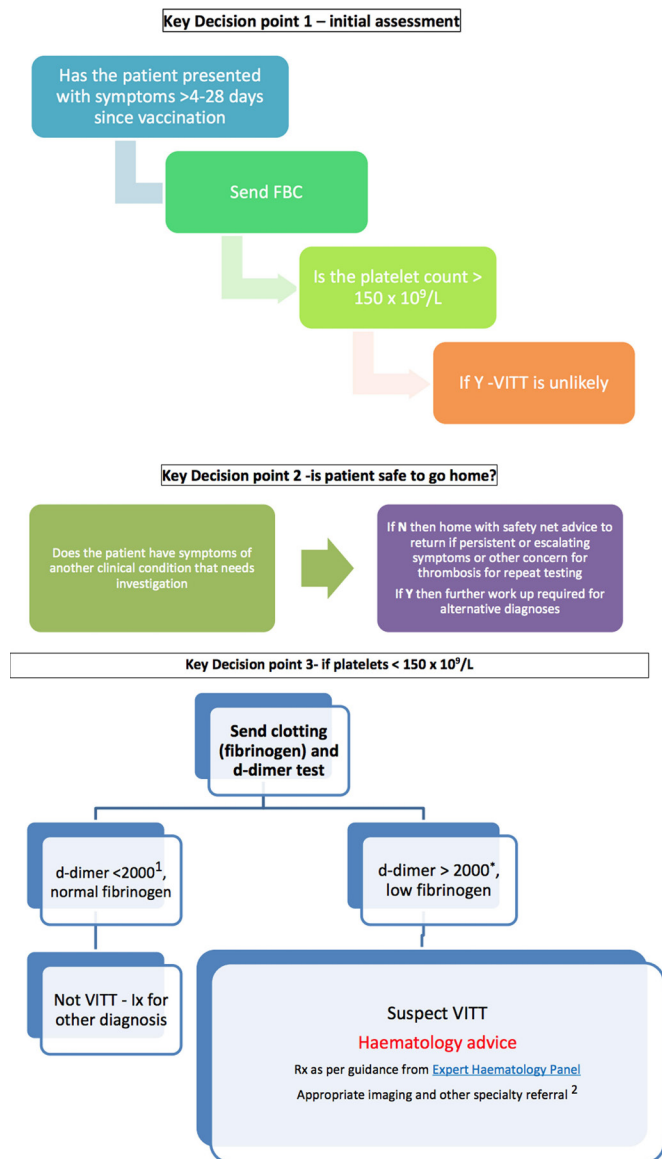 Key Decision point 1 – initial assessment
Has the patient presented
with symptoms >4-28 days
since vaccination
Send FBC
Is the platelet count >
150 x 10⁹/L
If Y -VITT is unlikely
Key Decision point 2 -is patient safe to go home?
Does the patient have symptoms of
another clinical condition that needs
investigation
If N then home with safety net advice to
return if persistent or escalating
symptoms or other concern for
thrombosis for repeat testing
If Y then further work up required for
alternative diagnoses
Key Decision point 3- if platelets < 150 x 10⁹/L
Send clotting
(fibrinogen) and
d-dimer test
d-dimer <2000¹,
normal fibrinogen
d-dimer > 2000*,
low fibrinogen
Not VITT - Ix for
other diagnosis
Suspect VITT
Haematology advice
Rx as per guidance from Expert Haematology Panel
Appropriate imaging and other specialty referral ²